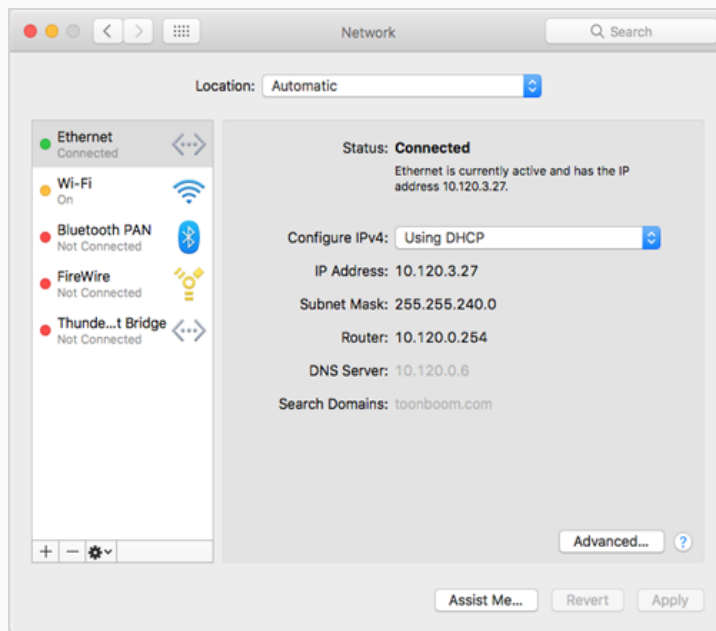 Network
Search
Location: Automatic
Ethernet
Connected
Wi-Fi
On
Bluetooth PAN
Not Connected
FireWire
Not Connected
Thunde...t Bridge
Not Connected
Status: Connected
Ethernet is currently active and has the IP
address 10.120.3.27.
Configure IPv4: Using DHCP
IP Address: 10.120.3.27
Subnet Mask: 255.255.240.0
Router: 10.120.0.254
DNS Server: 10.120.0.6
Search Domains: toonboom.com
Advanced... ?
Assist Me... Revert Apply